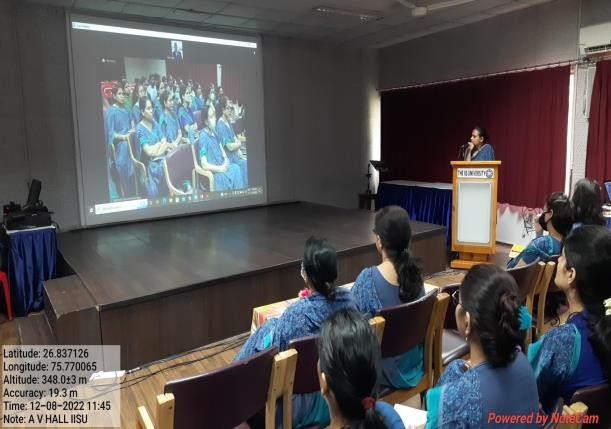 THE IIS UNIVERSITY
Latitude: 26.837126
Longitude: 75.770065
Altitude: 348.0±3 m
Accuracy: 19.3 m
Time: 12-08-2022 11:45
Note: A V HALL IISU
Powered by NoteCam